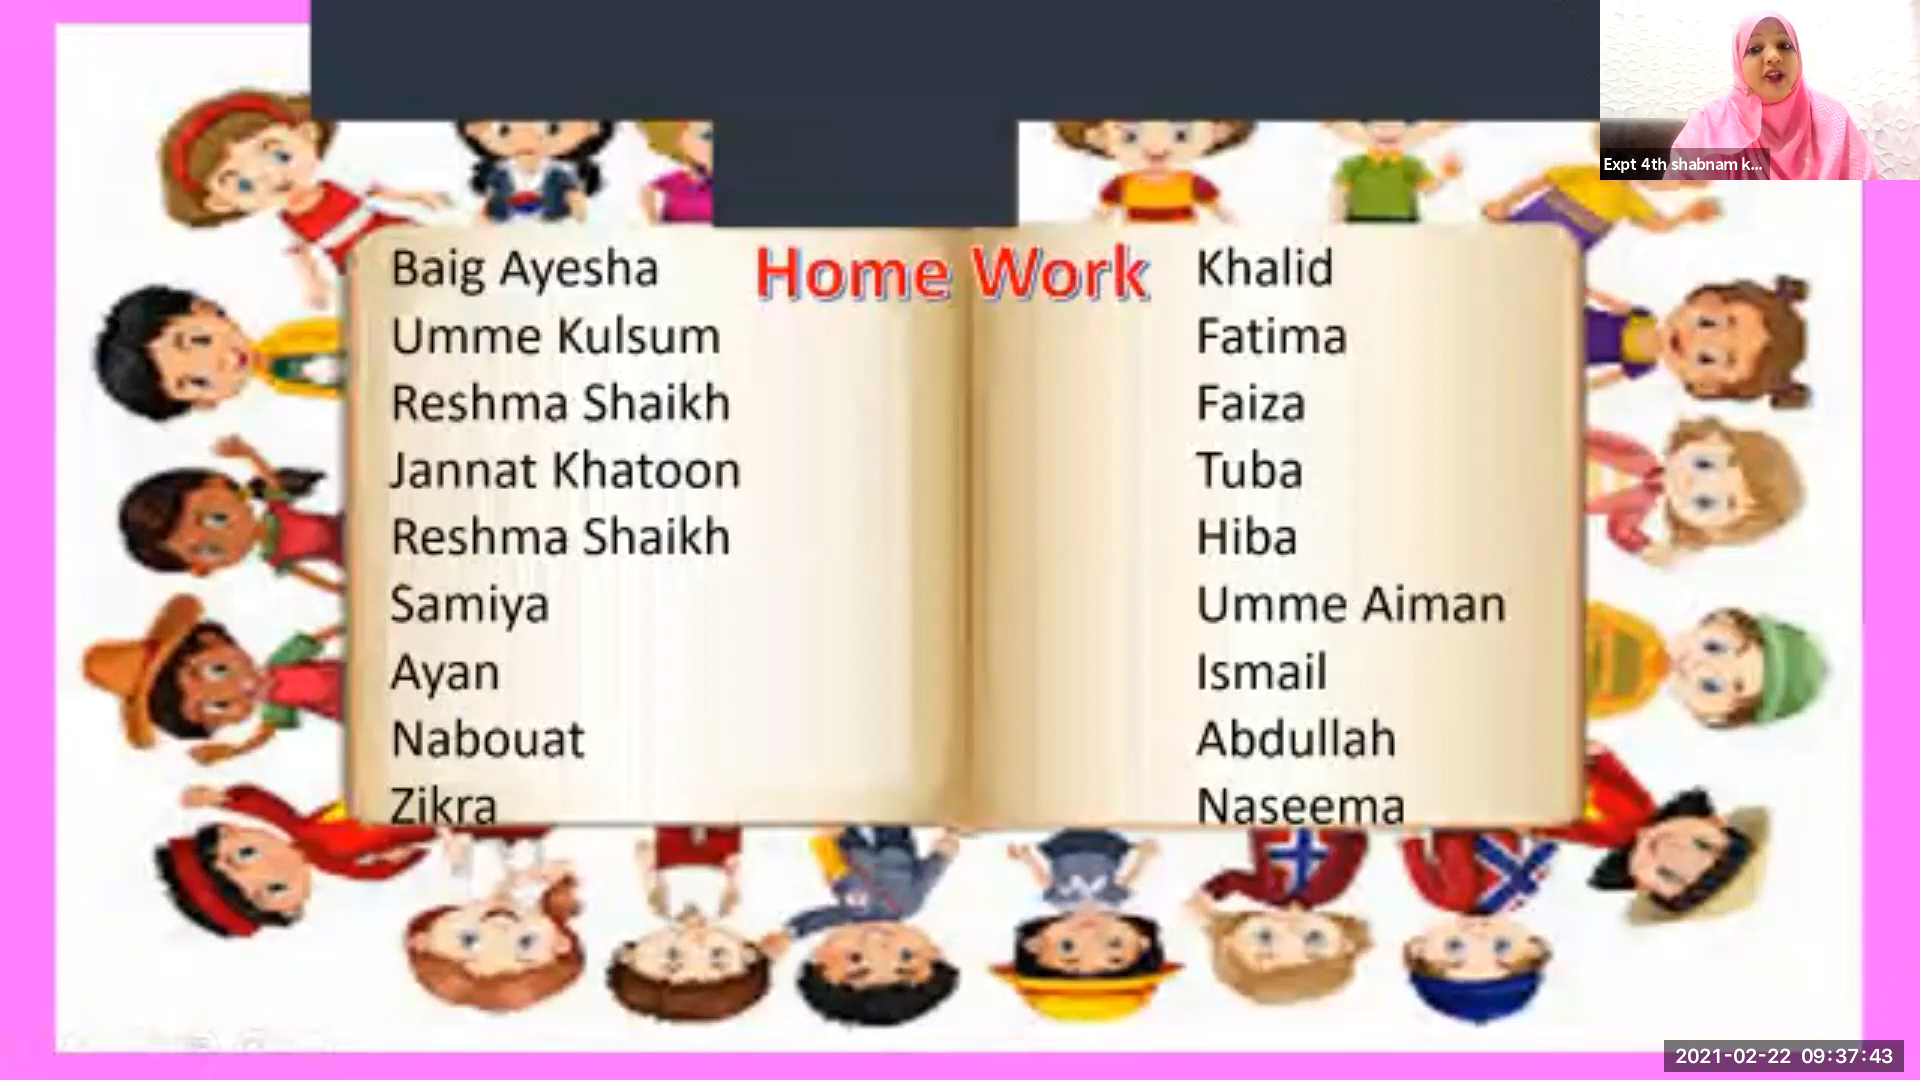 Expt 4th shabnam k...
Home Work
Baig Ayesha
Umme Kulsum
Reshma Shaikh
Jannat Khatoon
Reshma Shaikh
Samiya
Ayan
Nabouat
Zikra
Khalid
Fatima
Faiza
Tuba
Hiba
Umme Aiman
Ismail
Abdullah
Naseema
2021-02-22 09:37:43